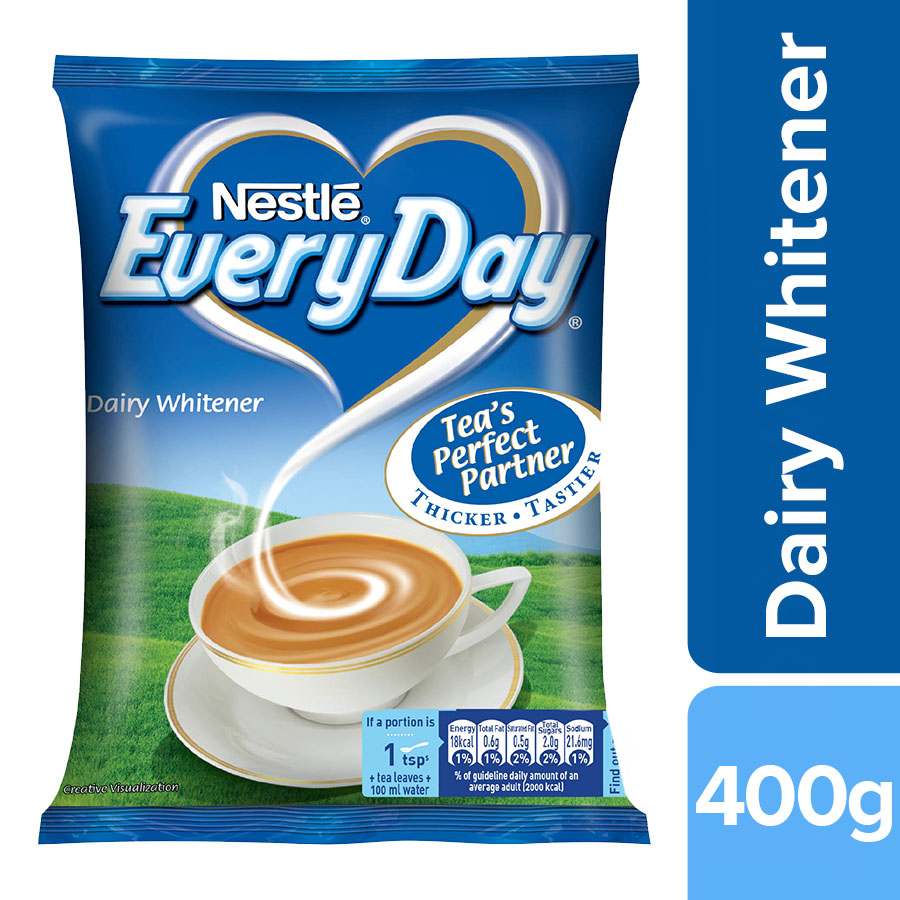 Nestlé®
EveryDay®
Dairy Whitener
Tea's
Perfect
Partner
THICKER • TASTIER
If a portion is
1 tsp§
+ tea leaves +
100 ml water
Energy Total Fat Saturated Fat Total Sugars Sodium
18kcal 0.6g 0.5g 2.0g 21.6mg
1% 1% 2% 2% 1%
% of guideline daily amount of an
average adult (2000 kcal)
Find out
Creative Visualization
Dairy Whitener
400g